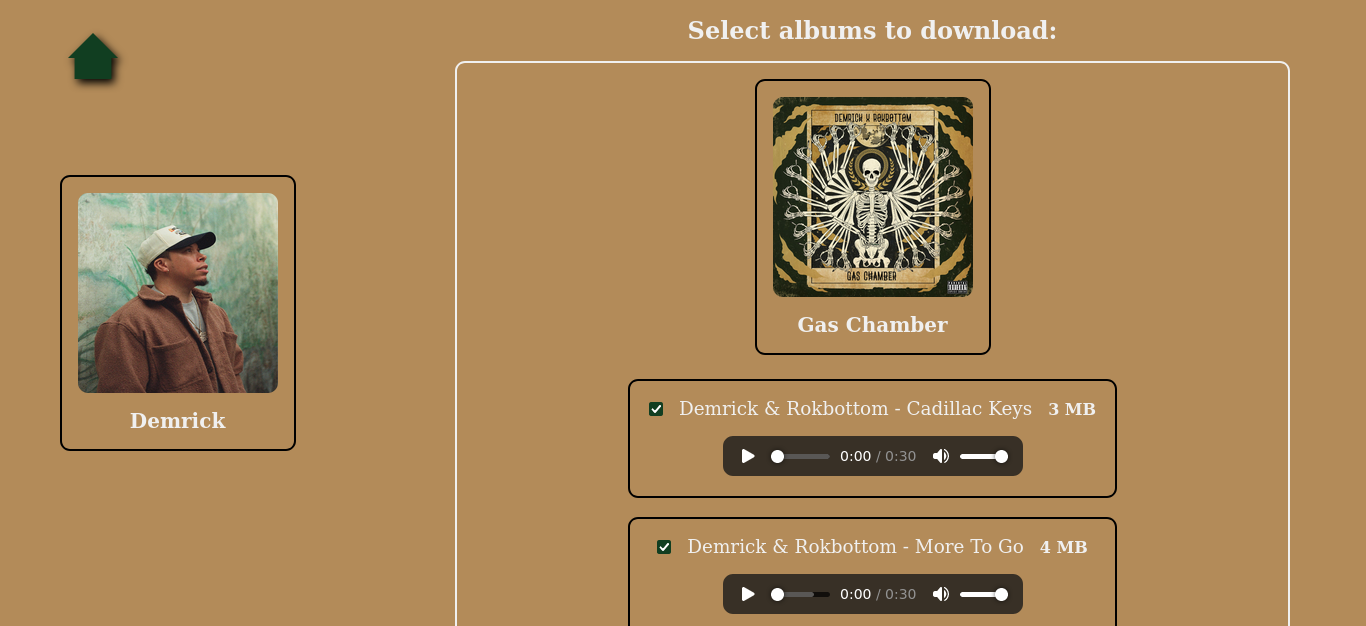 Select albums to download:
DEMRICK X ROKBOTTOM
GAS CHAMBER
Gas Chamber
Demrick
Demrick & Rokbottom - Cadillac Keys 3 MB
0:00 / 0:30
Demrick & Rokbottom - More To Go 4 MB
0:00 / 0:30